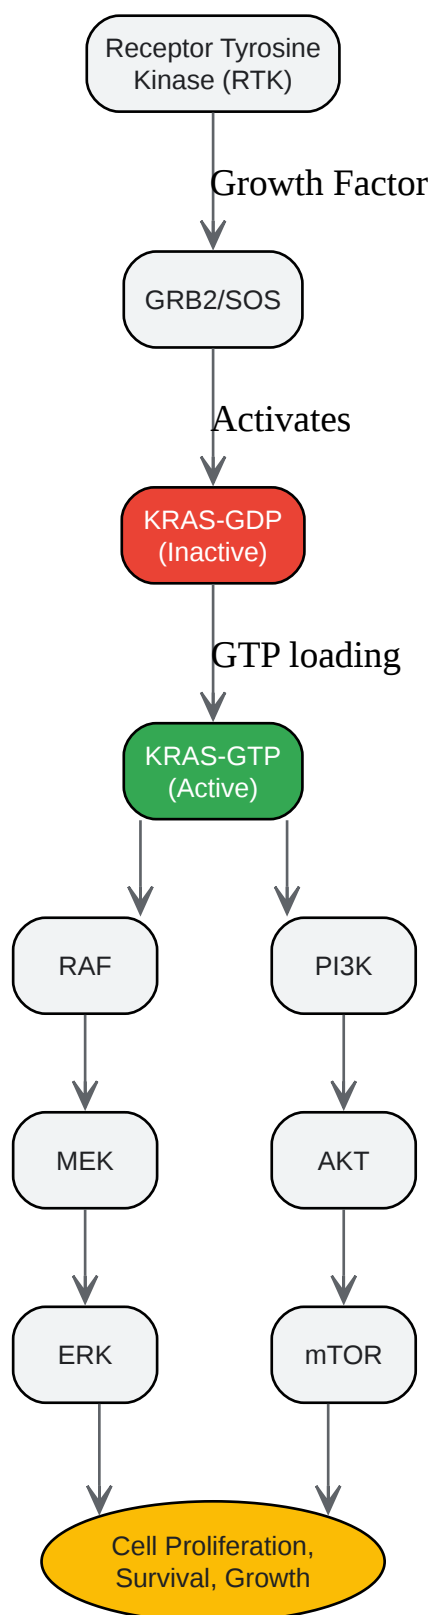 Receptor Tyrosine
Kinase (RTK)
Growth Factor
GRB2/SOS
Activates
KRAS-GDP
(Inactive)
GTP loading
KRAS-GTP
(Active)
RAF
PI3K
MEK
AKT
ERK
mTOR
Cell Proliferation,
Survival, Growth